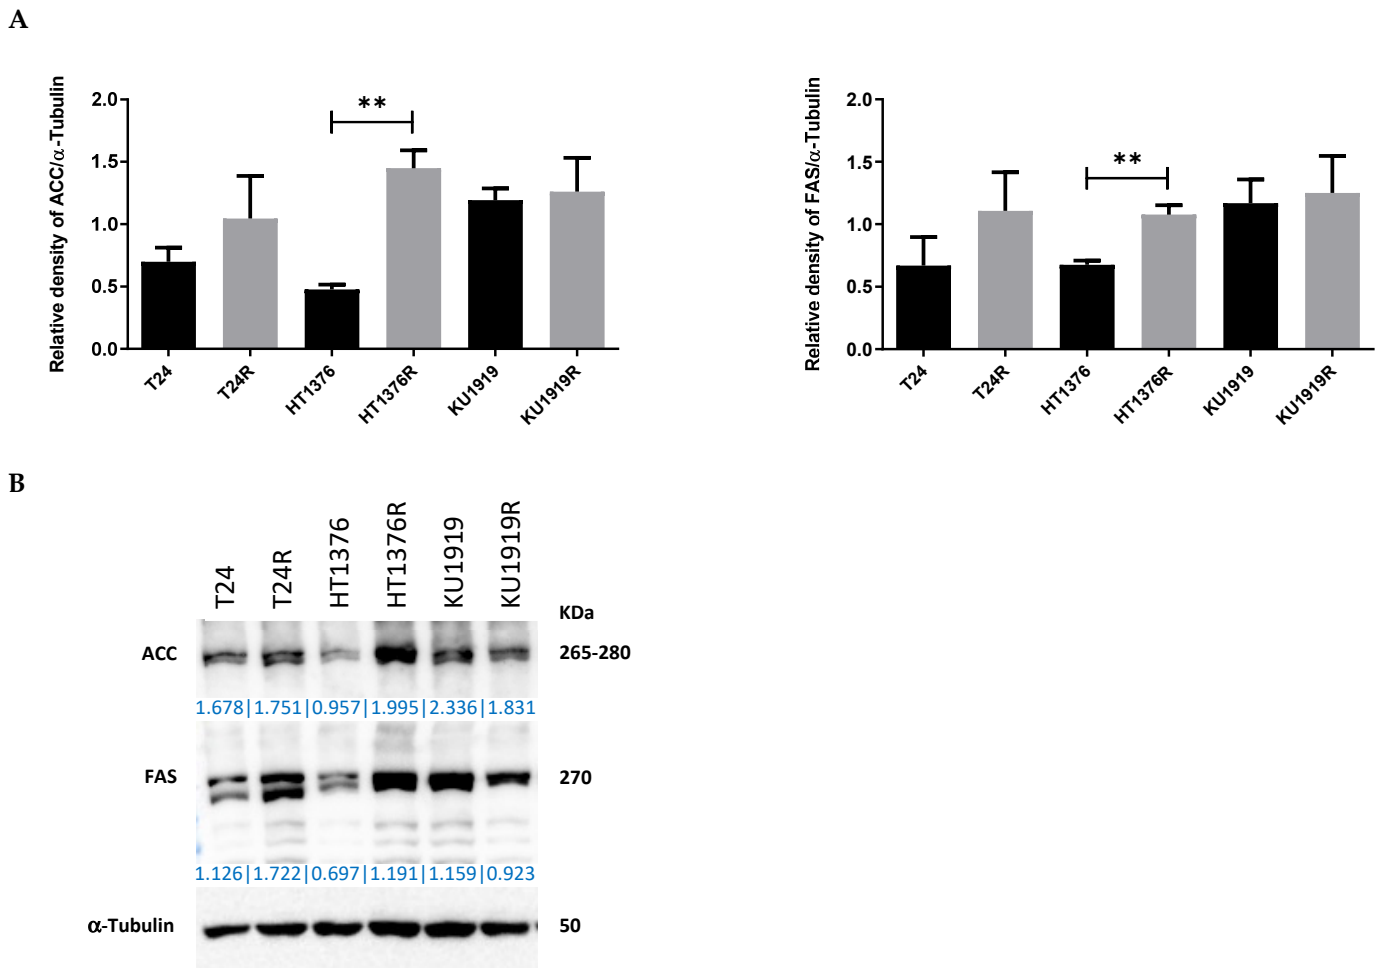 A
Relative density of ACC/α-Tubulin
2.0
1.5
1.0
0.5
0.0
**
T24
T24R
HT1376
HT1376R
KU1919
KU1919R
Relative density of FAS/α-Tubulin
2.0
1.5
1.0
0.5
0.0
**
T24
T24R
HT1376
HT1376R
KU1919
KU1919R
B
T24
T24R
HT1376
HT1376R
KU1919
KU1919R
KDa
ACC
265-280
1.678|1.751|0.957|1.995|2.336|1.831
FAS
270
1.126|1.722|0.697|1.191|1.159|0.923
α-Tubulin
50